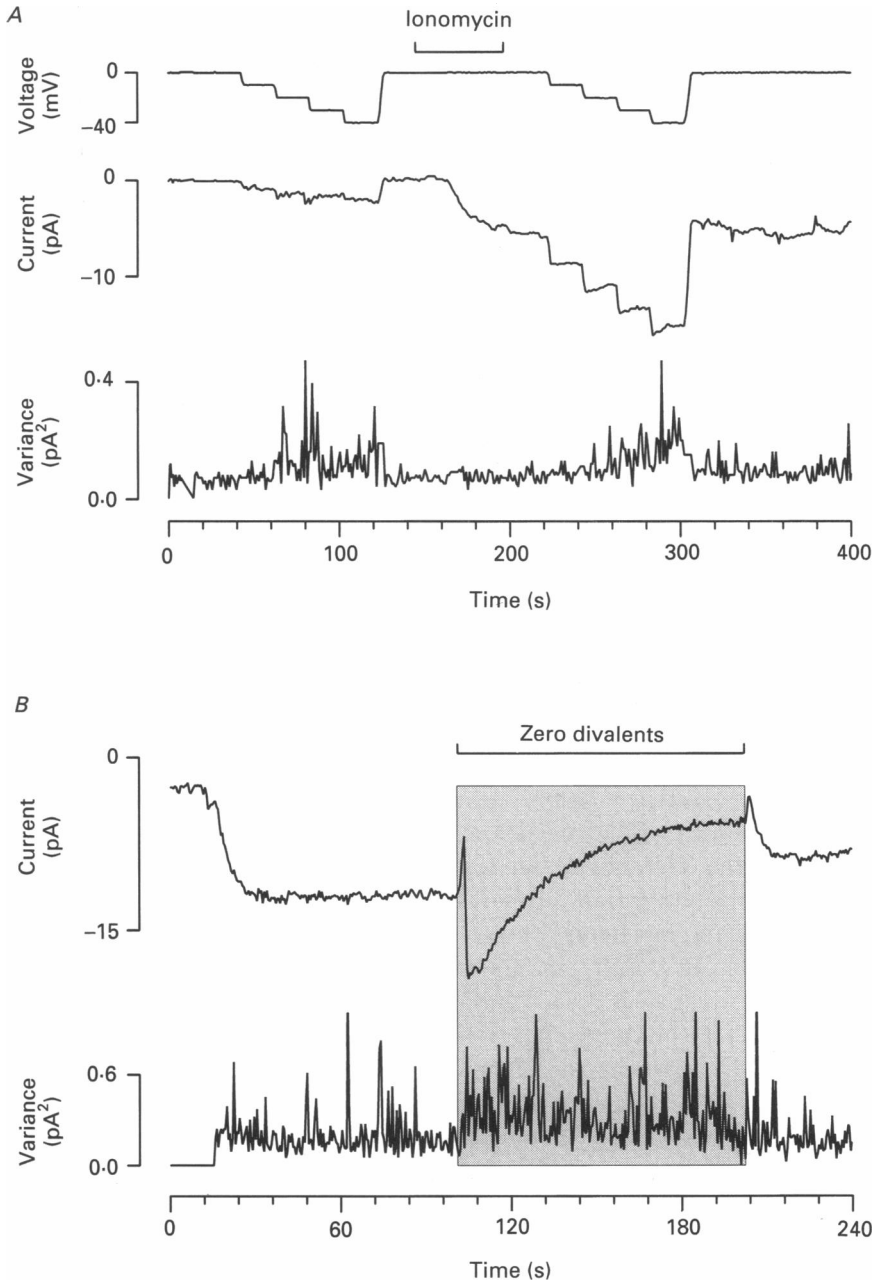 A
Ionomycin
Voltage
(mV)
0
−40
Current
(pA)
0
−10
Variance
(pA²)
0·4
0·0
0 100 200 300 400
Time (s)
B
Zero divalents
Current
(pA)
0
−15
Variance
(pA²)
0·6
0·0
0 60 120 180 240
Time (s)